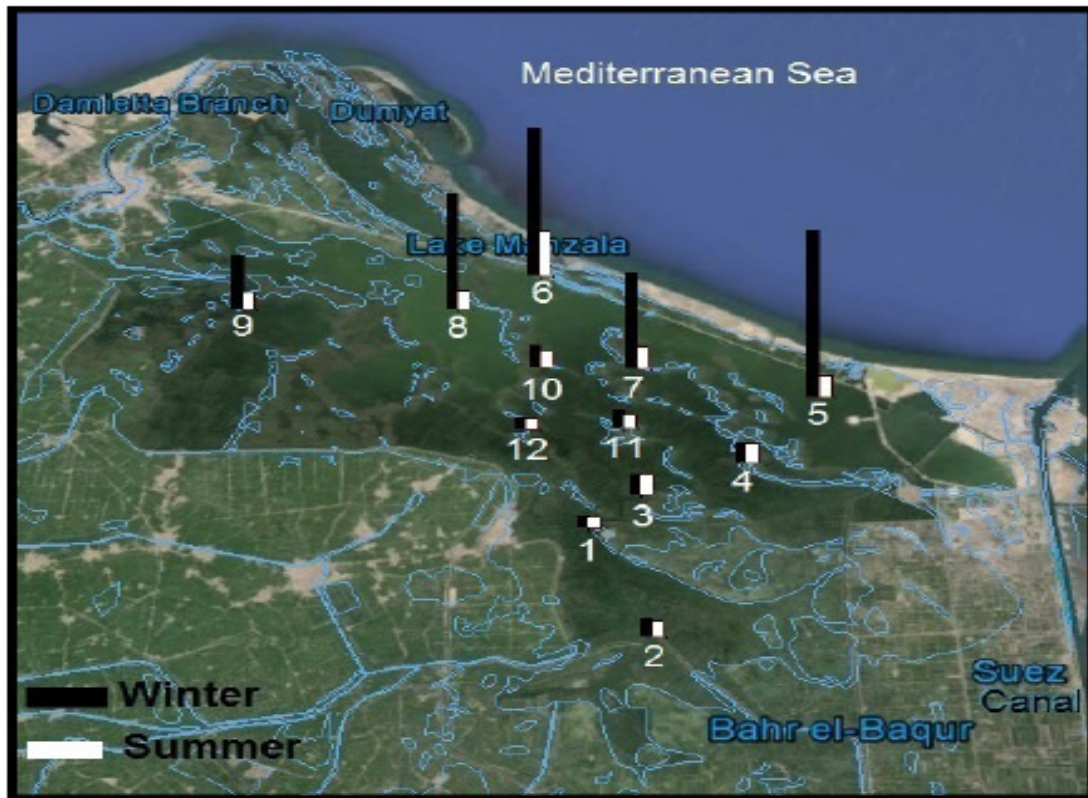 Mediterranean Sea
Damietta Branch
Dumyat
Lake Manzala
6
9
8
10
7
5
12
11
4
3
1
2
Suez
Canal
Winter
Bahr el-Baqur
Summer